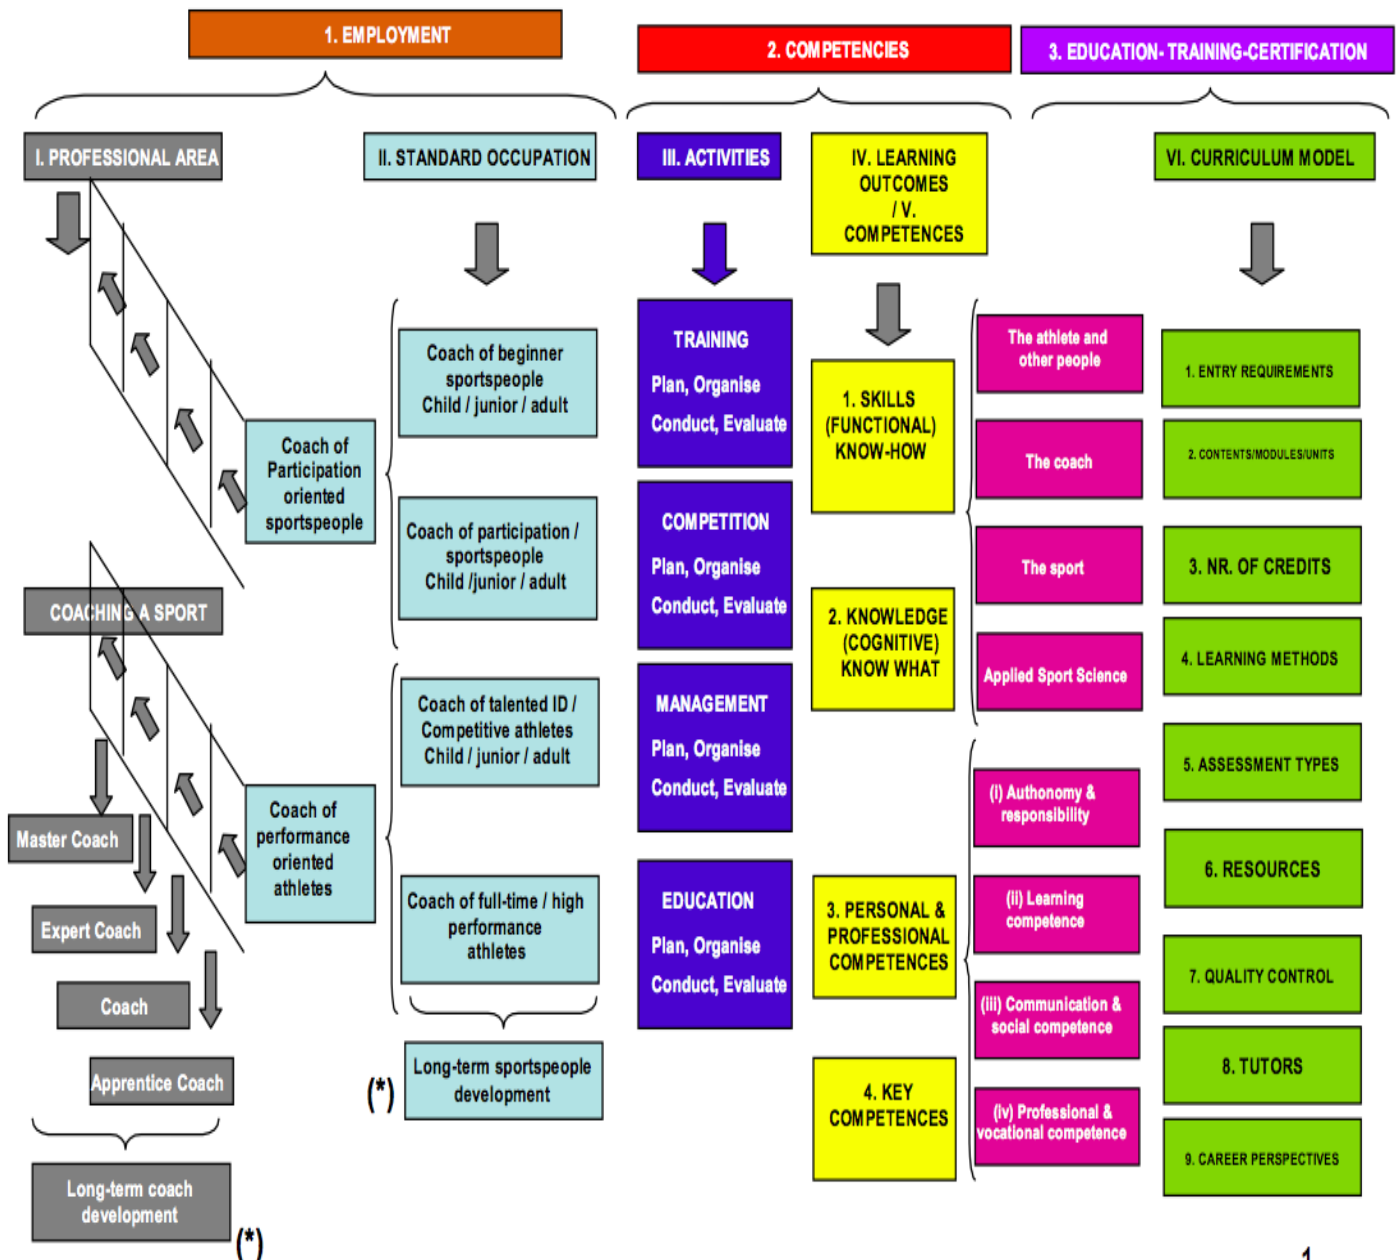 1. EMPLOYMENT
2. COMPETENCIES
3. EDUCATION- TRAINING-CERTIFICATION
I. PROFESSIONAL AREA
II. STANDARD OCCUPATION
III. ACTIVITIES
IV. LEARNING
OUTCOMES
/ V.
COMPETENCES
VI. CURRICULUM MODEL
COACHING A SPORT
Master Coach
Expert Coach
Coach
Apprentice Coach
Long-term coach
development
(*)
Coach of
Participation
oriented
sportspeople
Coach of
performance
oriented
athletes
Coach of beginner
sportspeople
Child / junior / adult
Coach of participation /
sportspeople
Child /junior / adult
Coach of talented ID /
Competitive athletes
Child / junior / adult
Coach of full-time / high
performance
athletes
(*)
Long-term sportspeople
development
TRAINING
Plan, Organise
Conduct, Evaluate
COMPETITION
Plan, Organise
Conduct, Evaluate
MANAGEMENT
Plan, Organise
Conduct, Evaluate
EDUCATION
Plan, Organise
Conduct, Evaluate
1. SKILLS
(FUNCTIONAL)
KNOW-HOW
2. KNOWLEDGE
(COGNITIVE)
KNOW WHAT
3. PERSONAL &
PROFESSIONAL
COMPETENCES
4. KEY
COMPETENCES
The athlete and
other people
The coach
The sport
Applied Sport Science
(i) Authonomy &
responsibility
(ii) Learning
competence
(iii) Communication &
social competence
(iv) Professional &
vocational competence
1. ENTRY REQUIREMENTS
2. CONTENTS/MODULES/UNITS
3. NR. OF CREDITS
4. LEARNING METHODS
5. ASSESSMENT TYPES
6. RESOURCES
7. QUALITY CONTROL
8. TUTORS
9. CAREER PERSPECTIVES
1